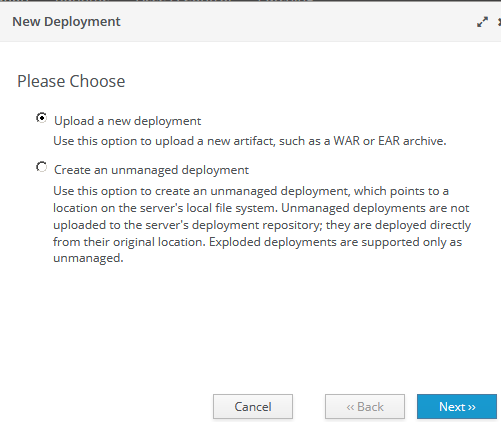 New Deployment
Please Choose
Upload a new deployment
Use this option to upload a new artifact, such as a WAR or EAR archive.
Create an unmanaged deployment
Use this option to create an unmanaged deployment, which points to a
location on the server's local file system. Unmanaged deployments are not
uploaded to the server's deployment repository; they are deployed directly
from their original location. Exploded deployments are supported only as
unmanaged.
Cancel
‹‹ Back
Next ››